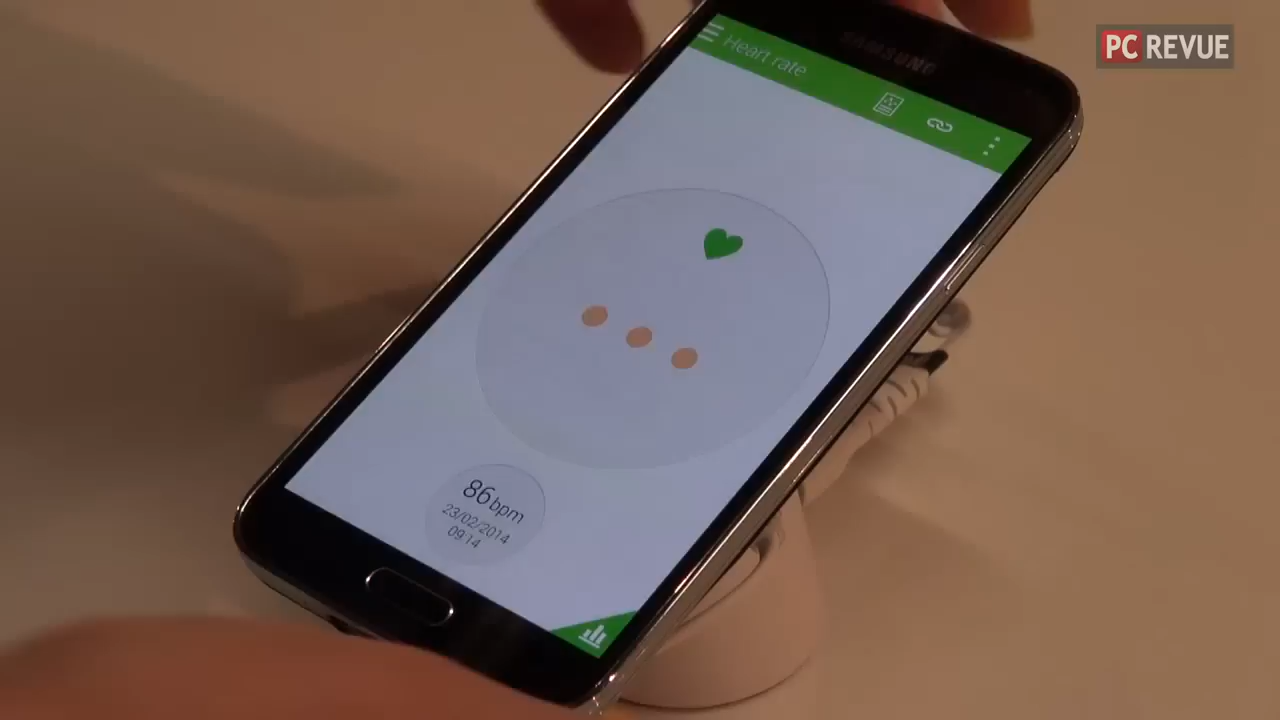 PC REVUE
SAMSUNG
Heart rate
86 bpm
23/02/2014
09:14